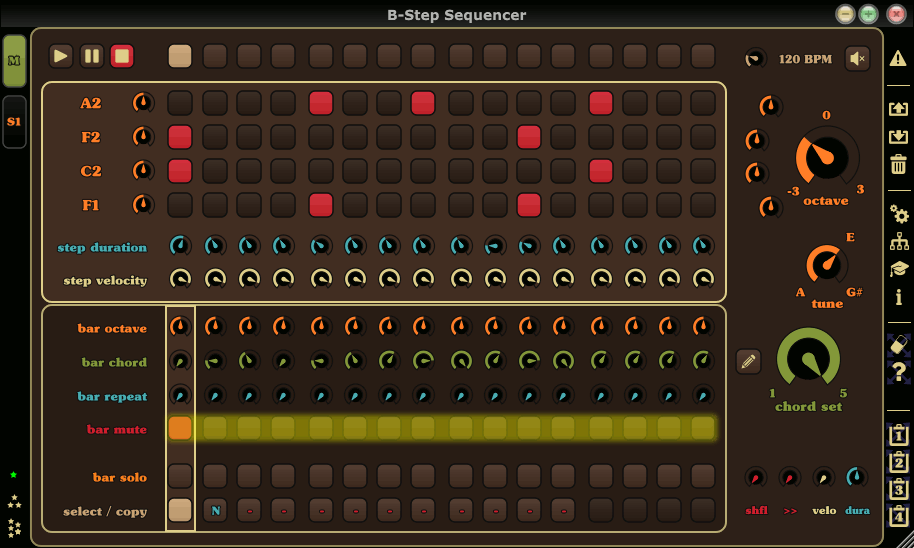 B-Step Sequencer
M
S1
120 BPM
A2
F2
C2
F1
step duration
step velocity
0
-3
3
octave
E
A
G#
tune
bar octave
bar chord
bar repeat
bar mute
bar solo
select / copy
N
- - - - - - - - - -
1
5
chord set
shfl
>>
velo
dura
i
?
1
2
3
4